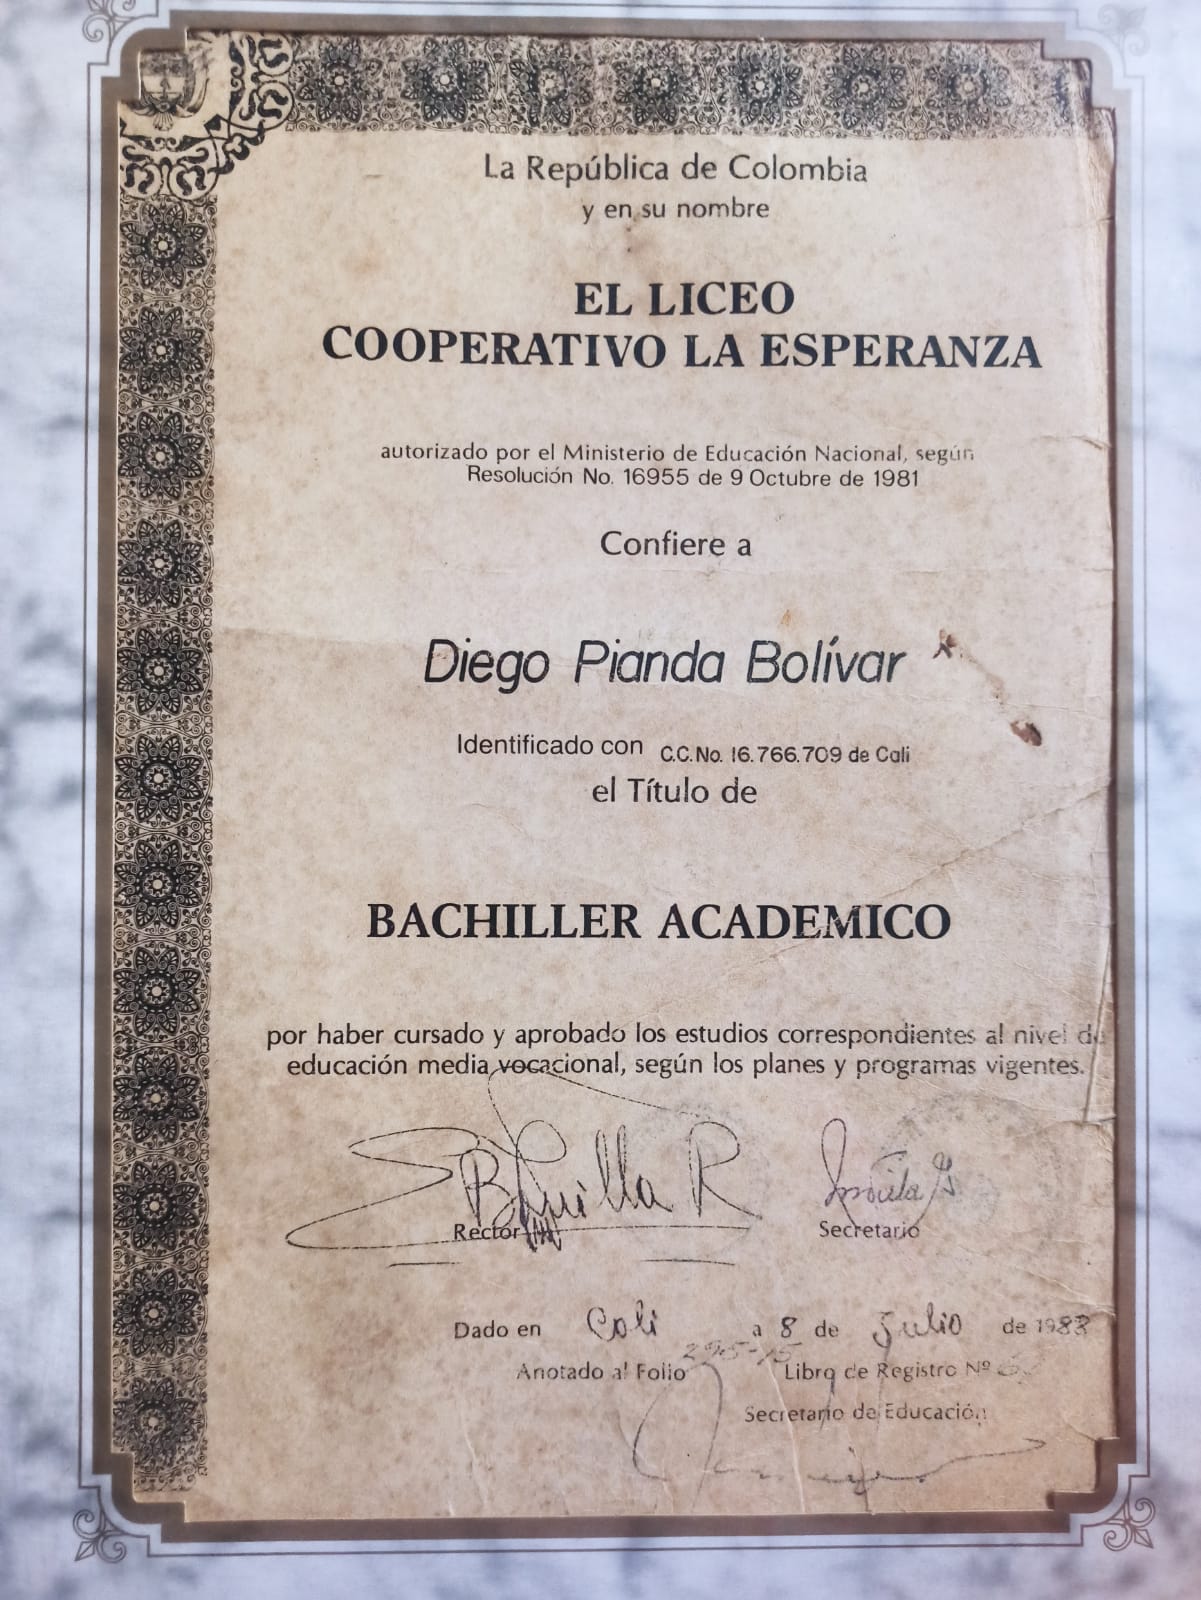 La República de Colombia
y en su nombre
EL LICEO
COOPERATIVO LA ESPERANZA
autorizado por el Ministerio de Educación Nacional, según
Resolución No. 16955 de 9 Octubre de 1981
Confiere a
Diego Pianda Bolívar
Identificado con C.C.No. 16.766.709 de Cali
el Título de
BACHILLER ACADEMICO
por haber cursado y aprobado los estudios correspondientes al nivel de
educación media vocacional, según los planes y programas vigentes.
Rector
Secretario
Dado en Cali a 8 de Julio de 1983
Anotado al Folio 295-15 Libro de Registro Nº
Secretario de Educación